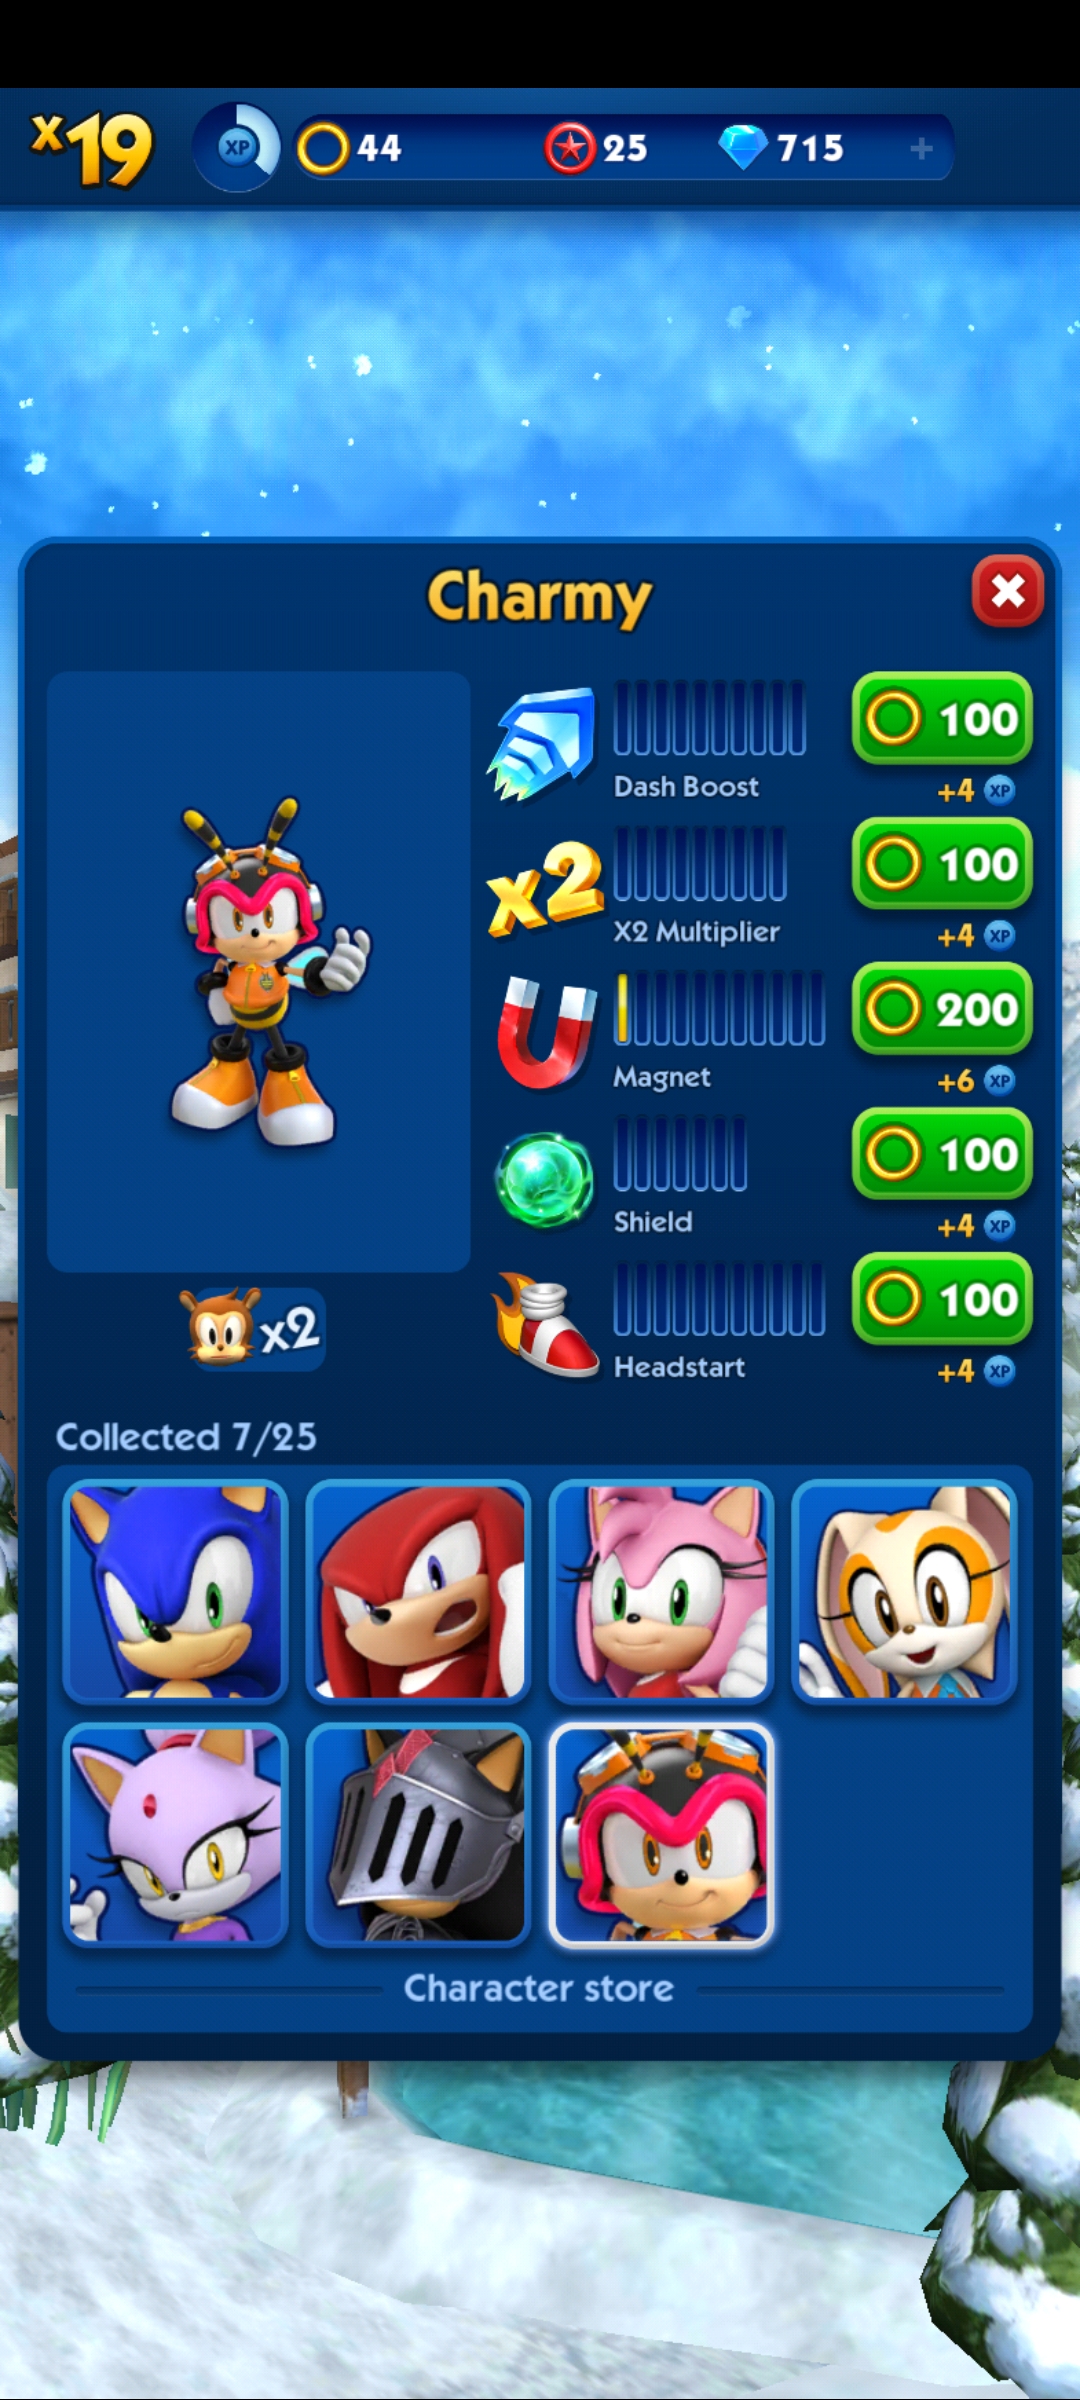 x19
XP
44
25
715
+
Charmy
100
Dash Boost
+4 XP
x2
100
X2 Multiplier
+4 XP
200
Magnet
+6 XP
100
Shield
+4 XP
x2
100
Headstart
+4 XP
Collected 7/25
Character store